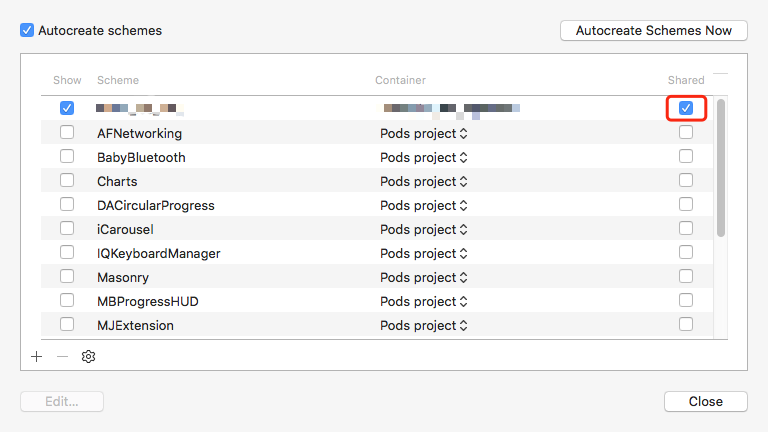 Autocreate schemes
Autocreate Schemes Now
Show Scheme Container Shared
AFNetworking Pods project
BabyBluetooth Pods project
Charts Pods project
DACircularProgress Pods project
iCarousel Pods project
IQKeyboardManager Pods project
Masonry Pods project
MBProgressHUD Pods project
MJExtension Pods project
Edit...
Close